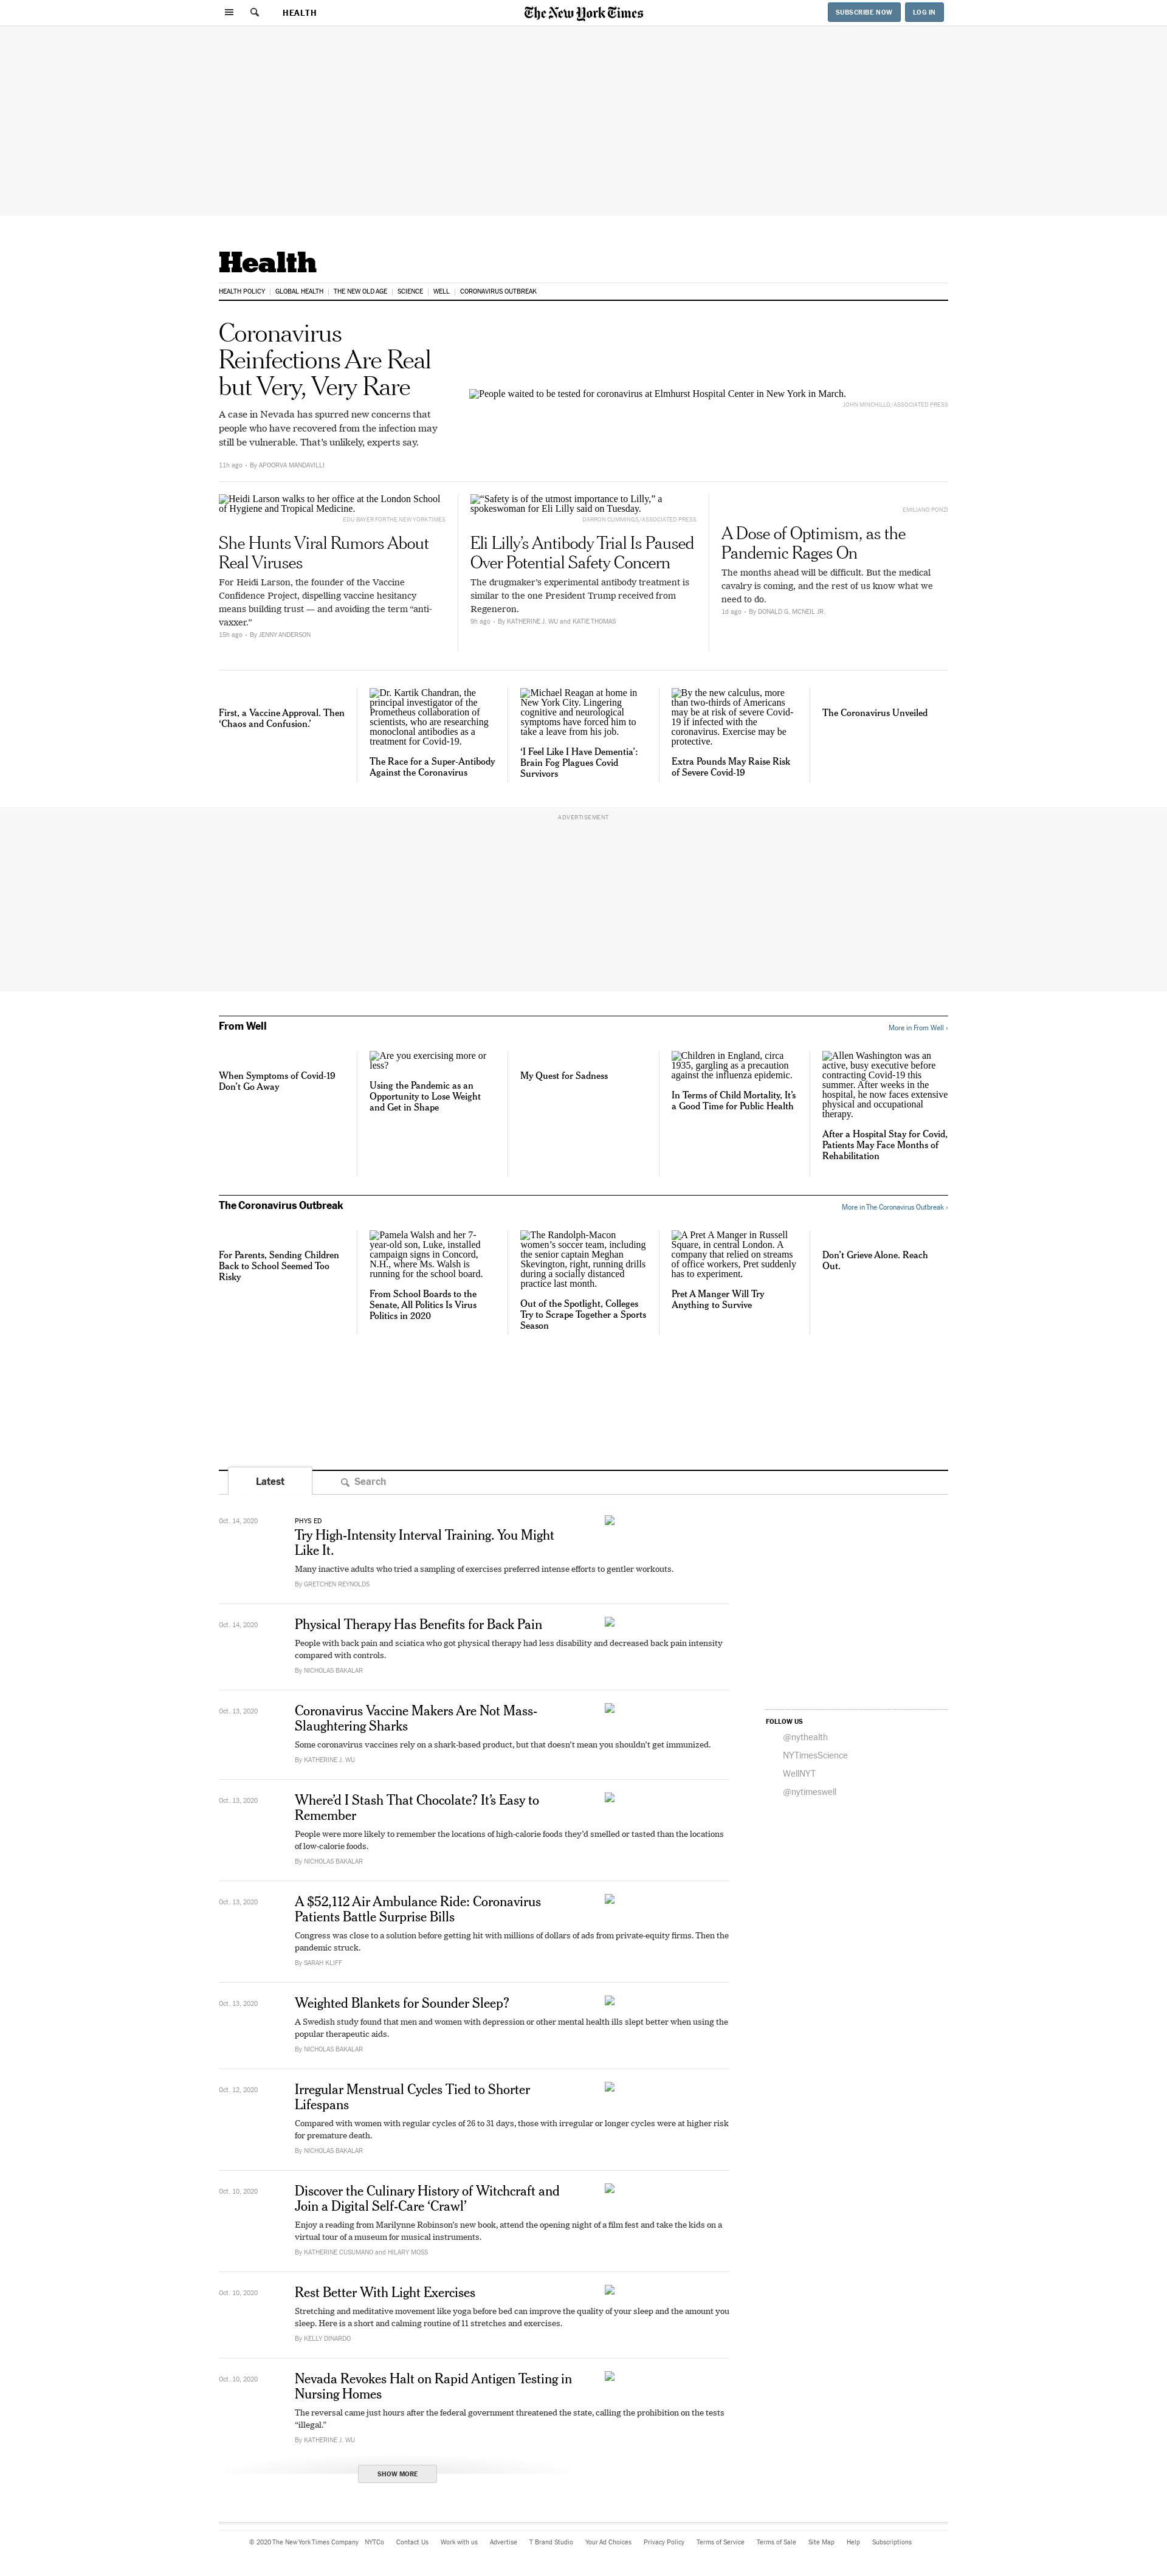 HEALTH
The New York Times
SUBSCRIBE NOW
LOG IN
Health
HEALTH POLICY
GLOBAL HEALTH
THE NEW OLD AGE
SCIENCE
WELL
CORONAVIRUS OUTBREAK
Coronavirus
Reinfections Are Real
but Very, Very Rare
A case in Nevada has spurred new concerns that
people who have recovered from the infection may
still be vulnerable. That’s unlikely, experts say.
11h ago • By APOORVA MANDAVILLI
People waited to be tested for coronavirus at Elmhurst Hospital Center in New York in March.
JOHN MINCHILLO/ASSOCIATED PRESS
Heidi Larson walks to her office at the London School
of Hygiene and Tropical Medicine.
EDU BAYER FOR THE NEW YORK TIMES
She Hunts Viral Rumors About
Real Viruses
For Heidi Larson, the founder of the Vaccine
Confidence Project, dispelling vaccine hesitancy
means building trust — and avoiding the term “anti-
vaxxer.”
15h ago • By JENNY ANDERSON
“Safety is of the utmost importance to Lilly,” a
spokeswoman for Eli Lilly said on Tuesday.
DARRON CUMMINGS/ASSOCIATED PRESS
Eli Lilly’s Antibody Trial Is Paused
Over Potential Safety Concern
The drugmaker’s experimental antibody treatment is
similar to the one President Trump received from
Regeneron.
9h ago • By KATHERINE J. WU and KATIE THOMAS
EMILIANO PONZI
A Dose of Optimism, as the
Pandemic Rages On
The months ahead will be difficult. But the medical
cavalry is coming, and the rest of us know what we
need to do.
1d ago • By DONALD G. MCNEIL JR.
First, a Vaccine Approval. Then
‘Chaos and Confusion.’
Dr. Kartik Chandran, the
principal investigator of the
Prometheus collaboration of
scientists, who are researching
monoclonal antibodies as a
treatment for Covid-19.
The Race for a Super-Antibody
Against the Coronavirus
Michael Reagan at home in
New York City. Lingering
cognitive and neurological
symptoms have forced him to
take a leave from his job.
‘I Feel Like I Have Dementia’:
Brain Fog Plagues Covid
Survivors
By the new calculus, more
than two-thirds of Americans
may be at risk of severe Covid-
19 if infected with the
coronavirus. Exercise may be
protective.
Extra Pounds May Raise Risk
of Severe Covid-19
The Coronavirus Unveiled
ADVERTISEMENT
From Well
More in From Well ›
When Symptoms of Covid-19
Don’t Go Away
Are you exercising more or
less?
Using the Pandemic as an
Opportunity to Lose Weight
and Get in Shape
My Quest for Sadness
Children in England, circa
1935, gargling as a precaution
against the influenza epidemic.
In Terms of Child Mortality, It’s
a Good Time for Public Health
Allen Washington was an
active, busy executive before
contracting Covid-19 this
summer. After weeks in the
hospital, he now faces extensive
physical and occupational
therapy.
After a Hospital Stay for Covid,
Patients May Face Months of
Rehabilitation
The Coronavirus Outbreak
More in The Coronavirus Outbreak ›
For Parents, Sending Children
Back to School Seemed Too
Risky
Pamela Walsh and her 7-
year-old son, Luke, installed
campaign signs in Concord,
N.H., where Ms. Walsh is
running for the school board.
From School Boards to the
Senate, All Politics Is Virus
Politics in 2020
The Randolph-Macon
women’s soccer team, including
the senior captain Meghan
Skevington, right, running drills
during a socially distanced
practice last month.
Out of the Spotlight, Colleges
Try to Scrape Together a Sports
Season
A Pret A Manger in Russell
Square, in central London. A
company that relied on streams
of office workers, Pret suddenly
has to experiment.
Pret A Manger Will Try
Anything to Survive
Don’t Grieve Alone. Reach
Out.
Latest
Search
Oct. 14, 2020
PHYS ED
Try High-Intensity Interval Training. You Might
Like It.
Many inactive adults who tried a sampling of exercises preferred intense efforts to gentler workouts.
By GRETCHEN REYNOLDS
Oct. 14, 2020
Physical Therapy Has Benefits for Back Pain
People with back pain and sciatica who got physical therapy had less disability and decreased back pain intensity
compared with controls.
By NICHOLAS BAKALAR
Oct. 13, 2020
Coronavirus Vaccine Makers Are Not Mass-
Slaughtering Sharks
Some coronavirus vaccines rely on a shark-based product, but that doesn’t mean you shouldn’t get immunized.
By KATHERINE J. WU
FOLLOW US
@nythealth
NYTimesScience
WellNYT
@nytimeswell
Oct. 13, 2020
Where’d I Stash That Chocolate? It’s Easy to
Remember
People were more likely to remember the locations of high-calorie foods they’d smelled or tasted than the locations
of low-calorie foods.
By NICHOLAS BAKALAR
Oct. 13, 2020
A $52,112 Air Ambulance Ride: Coronavirus
Patients Battle Surprise Bills
Congress was close to a solution before getting hit with millions of dollars of ads from private-equity firms. Then the
pandemic struck.
By SARAH KLIFF
Oct. 13, 2020
Weighted Blankets for Sounder Sleep?
A Swedish study found that men and women with depression or other mental health ills slept better when using the
popular therapeutic aids.
By NICHOLAS BAKALAR
Oct. 12, 2020
Irregular Menstrual Cycles Tied to Shorter
Lifespans
Compared with women with regular cycles of 26 to 31 days, those with irregular or longer cycles were at higher risk
for premature death.
By NICHOLAS BAKALAR
Oct. 10, 2020
Discover the Culinary History of Witchcraft and
Join a Digital Self-Care ‘Crawl’
Enjoy a reading from Marilynne Robinson’s new book, attend the opening night of a film fest and take the kids on a
virtual tour of a museum for musical instruments.
By KATHERINE CUSUMANO and HILARY MOSS
Oct. 10, 2020
Rest Better With Light Exercises
Stretching and meditative movement like yoga before bed can improve the quality of your sleep and the amount you
sleep. Here is a short and calming routine of 11 stretches and exercises.
By KELLY DINARDO
Oct. 10, 2020
Nevada Revokes Halt on Rapid Antigen Testing in
Nursing Homes
The reversal came just hours after the federal government threatened the state, calling the prohibition on the tests
“illegal.”
By KATHERINE J. WU
SHOW MORE
© 2020 The New York Times Company NYTCo Contact Us Work with us Advertise T Brand Studio Your Ad Choices Privacy Policy Terms of Service Terms of Sale Site Map Help Subscriptions